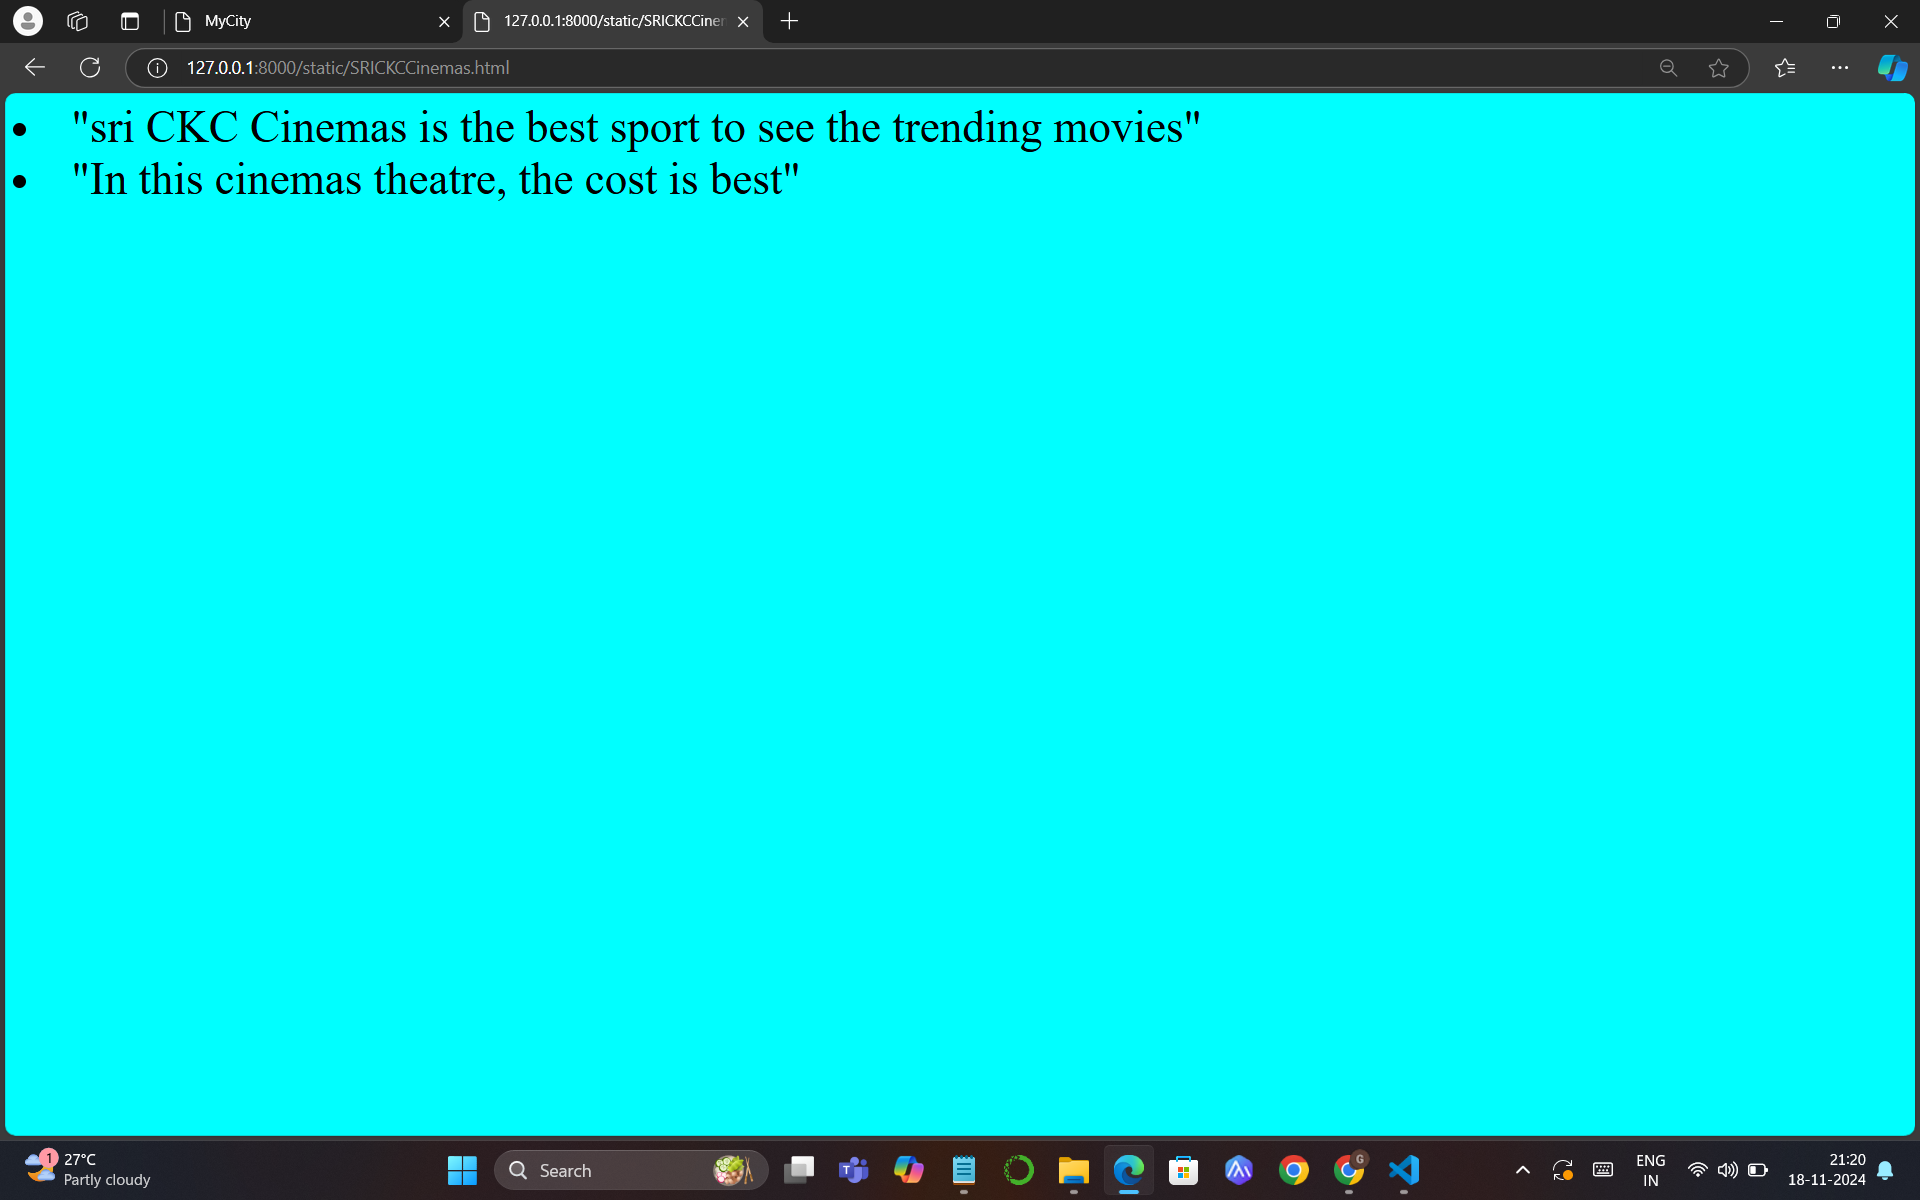 MyCity
127.0.0.1:8000/static/SRICKCCinem
127.0.0.1:8000/static/SRICKCCinemas.html
• "sri CKC Cinemas is the best sport to see the trending movies"
• "In this cinemas theatre, the cost is best"
1
27°C
Partly cloudy
Search
T
G
ENG
IN
21:20
18-11-2024